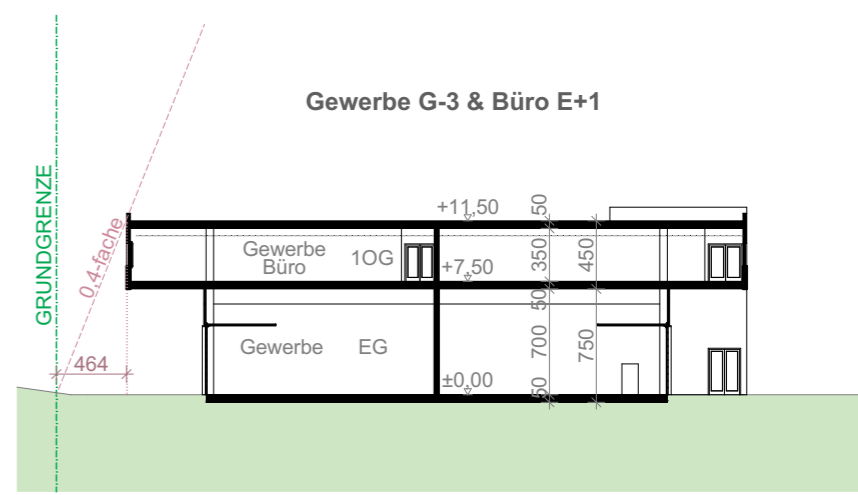 Gewerbe G-3 & Büro E+1
GRUNDGRENZE
0,4-fache
464
+11,50
50
Gewerbe
Büro
1OG
+7,50
350
450
50
Gewerbe
EG
700
750
±0,00
50